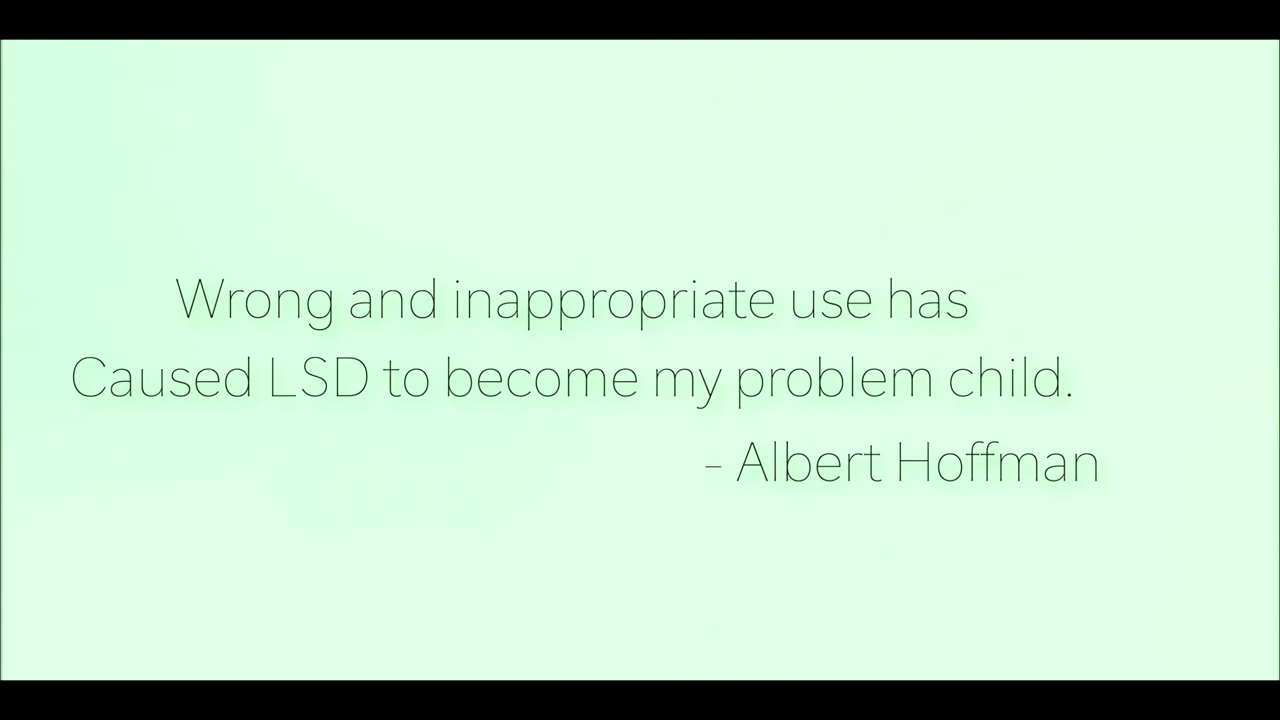 Wrong and inappropriate use has
Caused LSD to become my problem child.
- Albert Hoffman